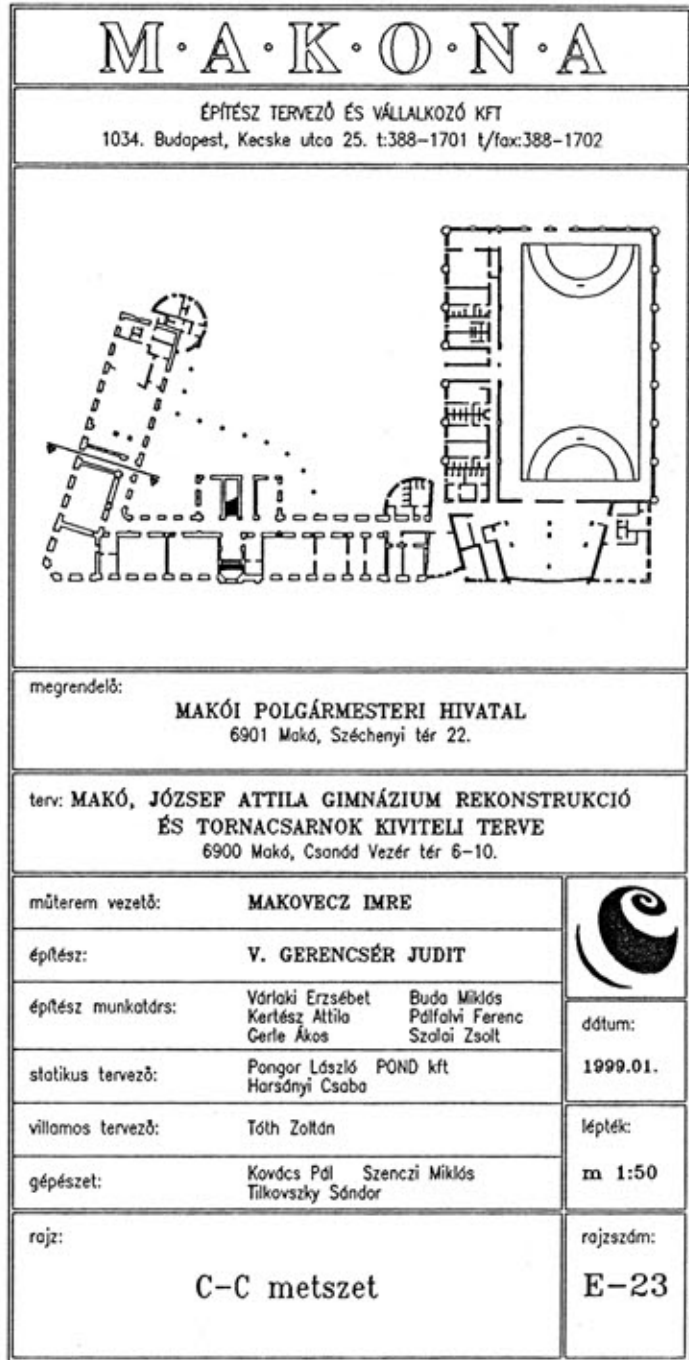 M·A·K·O·N·A
ÉPÍTÉSZ TERVEZŐ ÉS VÁLLALKOZÓ KFT
1034. Budapest, Kecske utca 25. t:388-1701 t/fax:388-1702
megrendelő:
MAKÓI POLGÁRMESTERI HIVATAL
6901 Makó, Széchenyi tér 22.
terv: MAKÓ, JÓZSEF ATTILA GIMNÁZIUM REKONSTRUKCIÓ
ÉS TORNACSARNOK KIVITELI TERVE
6900 Makó, Csanád Vezér tér 6-10.
műterem vezető: MAKOVECZ IMRE
építész: V. GERENCSÉR JUDIT
építész munkatárs: Várlaki Erzsébet Buda Miklós
Kertész Attila Pálfalvi Ferenc
Gerle Ákos Szalai Zsolt
dátum:
1999.01.
statikus tervező: Pongor László POND kft
Harsányi Csaba
villamos tervező: Tóth Zoltán
lépték:
m 1:50
gépészet: Kovács Pál Szenczi Miklós
Tilkovszky Sándor
rajz:
C-C metszet
rajzszám:
E-23